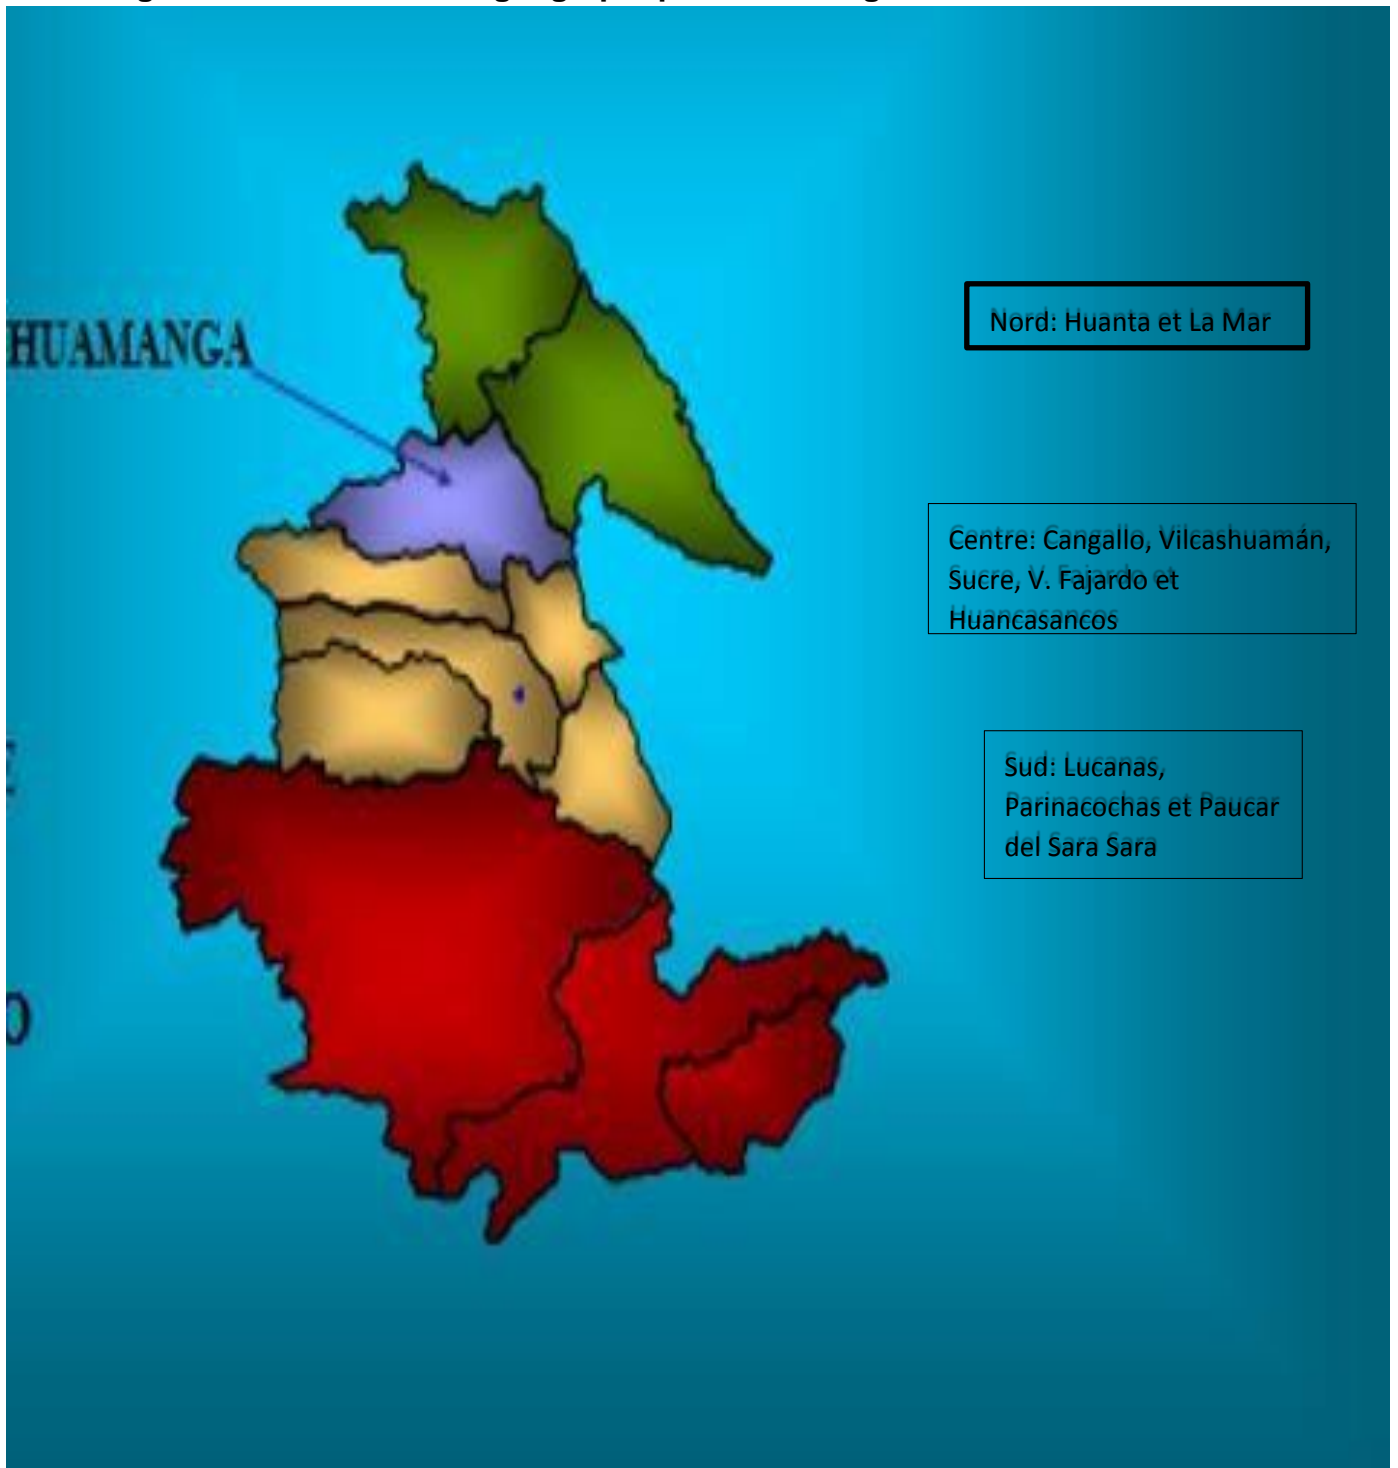 HUAMANGA
Nord: Huanta et La Mar
Centre: Cangallo, Vilcashuamán,
Sucre, V. Fajardo et
Huancasancos
Sud: Lucanas,
Parinacochas et Paucar
del Sara Sara
O